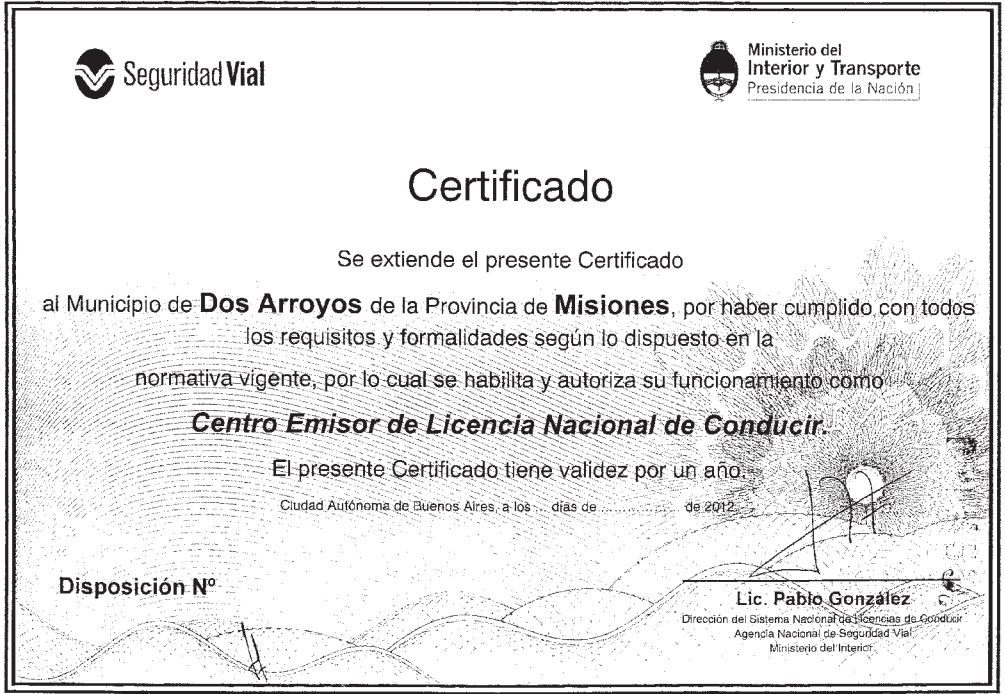 Seguridad Vial
Ministerio del
Interior y Transporte
Presidencia de la Nación
Certificado
Se extiende el presente Certificado
al Municipio de Dos Arroyos de la Provincia de Misiones, por haber cumplido con todos
los requisitos y formalidades según lo dispuesto en la
normativa vigente, por lo cual se habilita y autoriza su funcionamiento como
Centro Emisor de Licencia Nacional de Conducir.
El presente Certificado tiene validez por un año.
Ciudad Autónoma de Buenos Aires, a los ... días de .................. de 2012
Disposición Nº
Lic. Pablo González
Dirección del Sistema Nacional de Licencias de Conducir
Agencia Nacional de Seguridad Vial
Ministerio del Interior